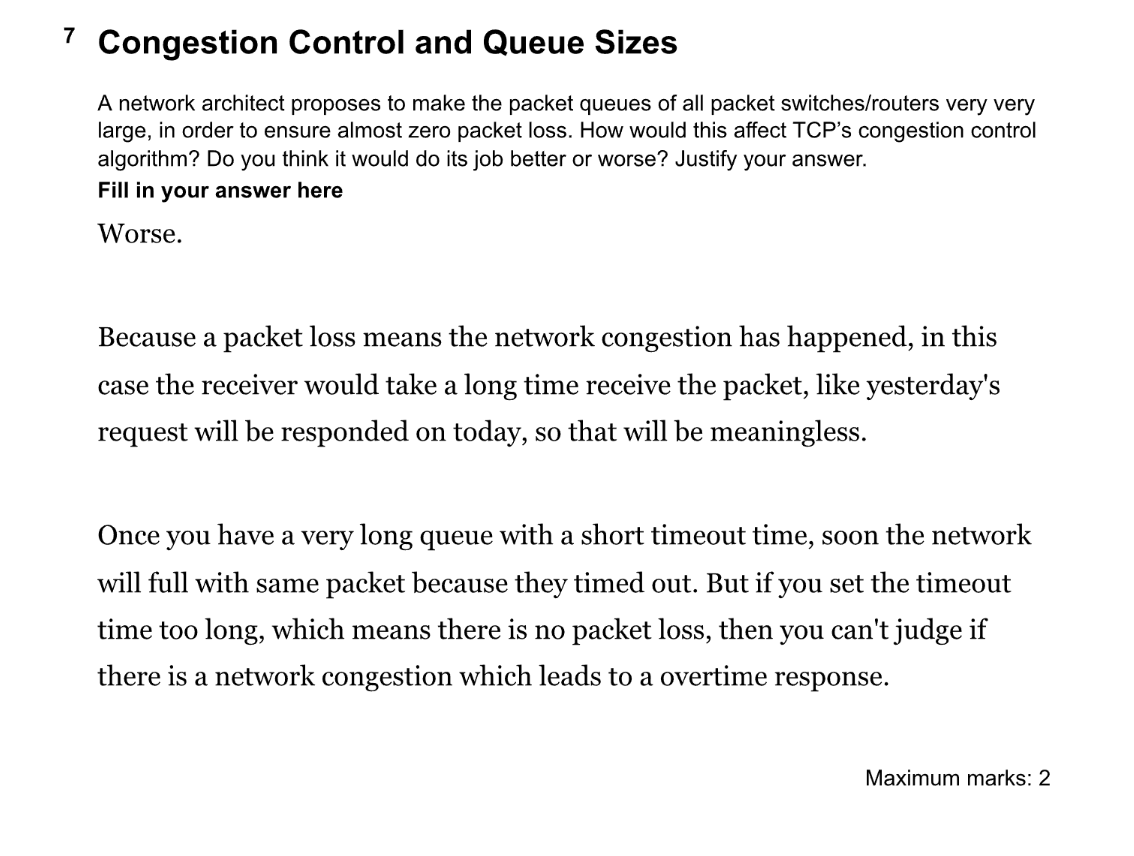 7 Congestion Control and Queue Sizes
A network architect proposes to make the packet queues of all packet switches/routers very very
large, in order to ensure almost zero packet loss. How would this affect TCP's congestion control
algorithm? Do you think it would do its job better or worse? Justify your answer.
Fill in your answer here
Worse.
Because a packet loss means the network congestion has happened, in this
case the receiver would take a long time receive the packet, like yesterday's
request will be responded on today, so that will be meaningless.
Once you have a very long queue with a short timeout time, soon the network
will full with same packet because they timed out. But if you set the timeout
time too long, which means there is no packet loss, then you can't judge if
there is a network congestion which leads to a overtime response.
Maximum marks: 2